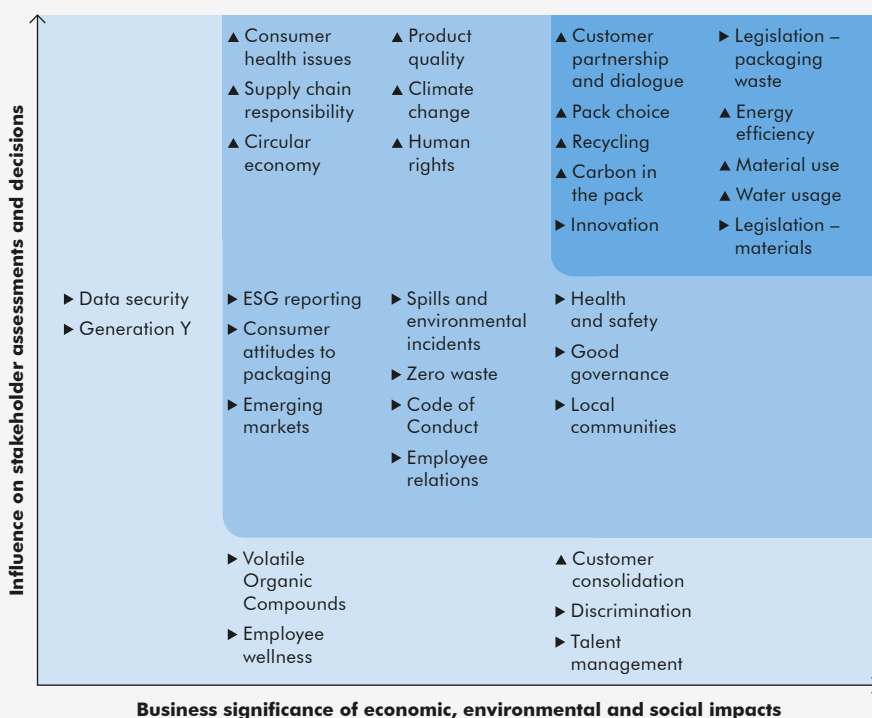 Influence on stakeholder assessments and decisions
▲ Consumer
health issues
▲ Supply chain
responsibility
▲ Circular
economy
▲ Product
quality
▲ Climate
change
▲ Human
rights
▲ Customer
partnership
and dialogue
▲ Pack choice
▲ Recycling
▲ Carbon in
the pack
▶ Innovation
▶ Legislation –
packaging
waste
▲ Energy
efficiency
▲ Material use
▲ Water usage
▶ Legislation –
materials
▶ Data security
▶ Generation Y
▶ ESG reporting
▶ Consumer
attitudes to
packaging
▶ Emerging
markets
▶ Spills and
environmental
incidents
▶ Zero waste
▶ Code of
Conduct
▶ Employee
relations
▶ Health
and safety
▶ Good
governance
▶ Local
communities
▶ Volatile
Organic
Compounds
▶ Employee
wellness
▲ Customer
consolidation
▶ Discrimination
▶ Talent
management
Business significance of economic, environmental and social impacts